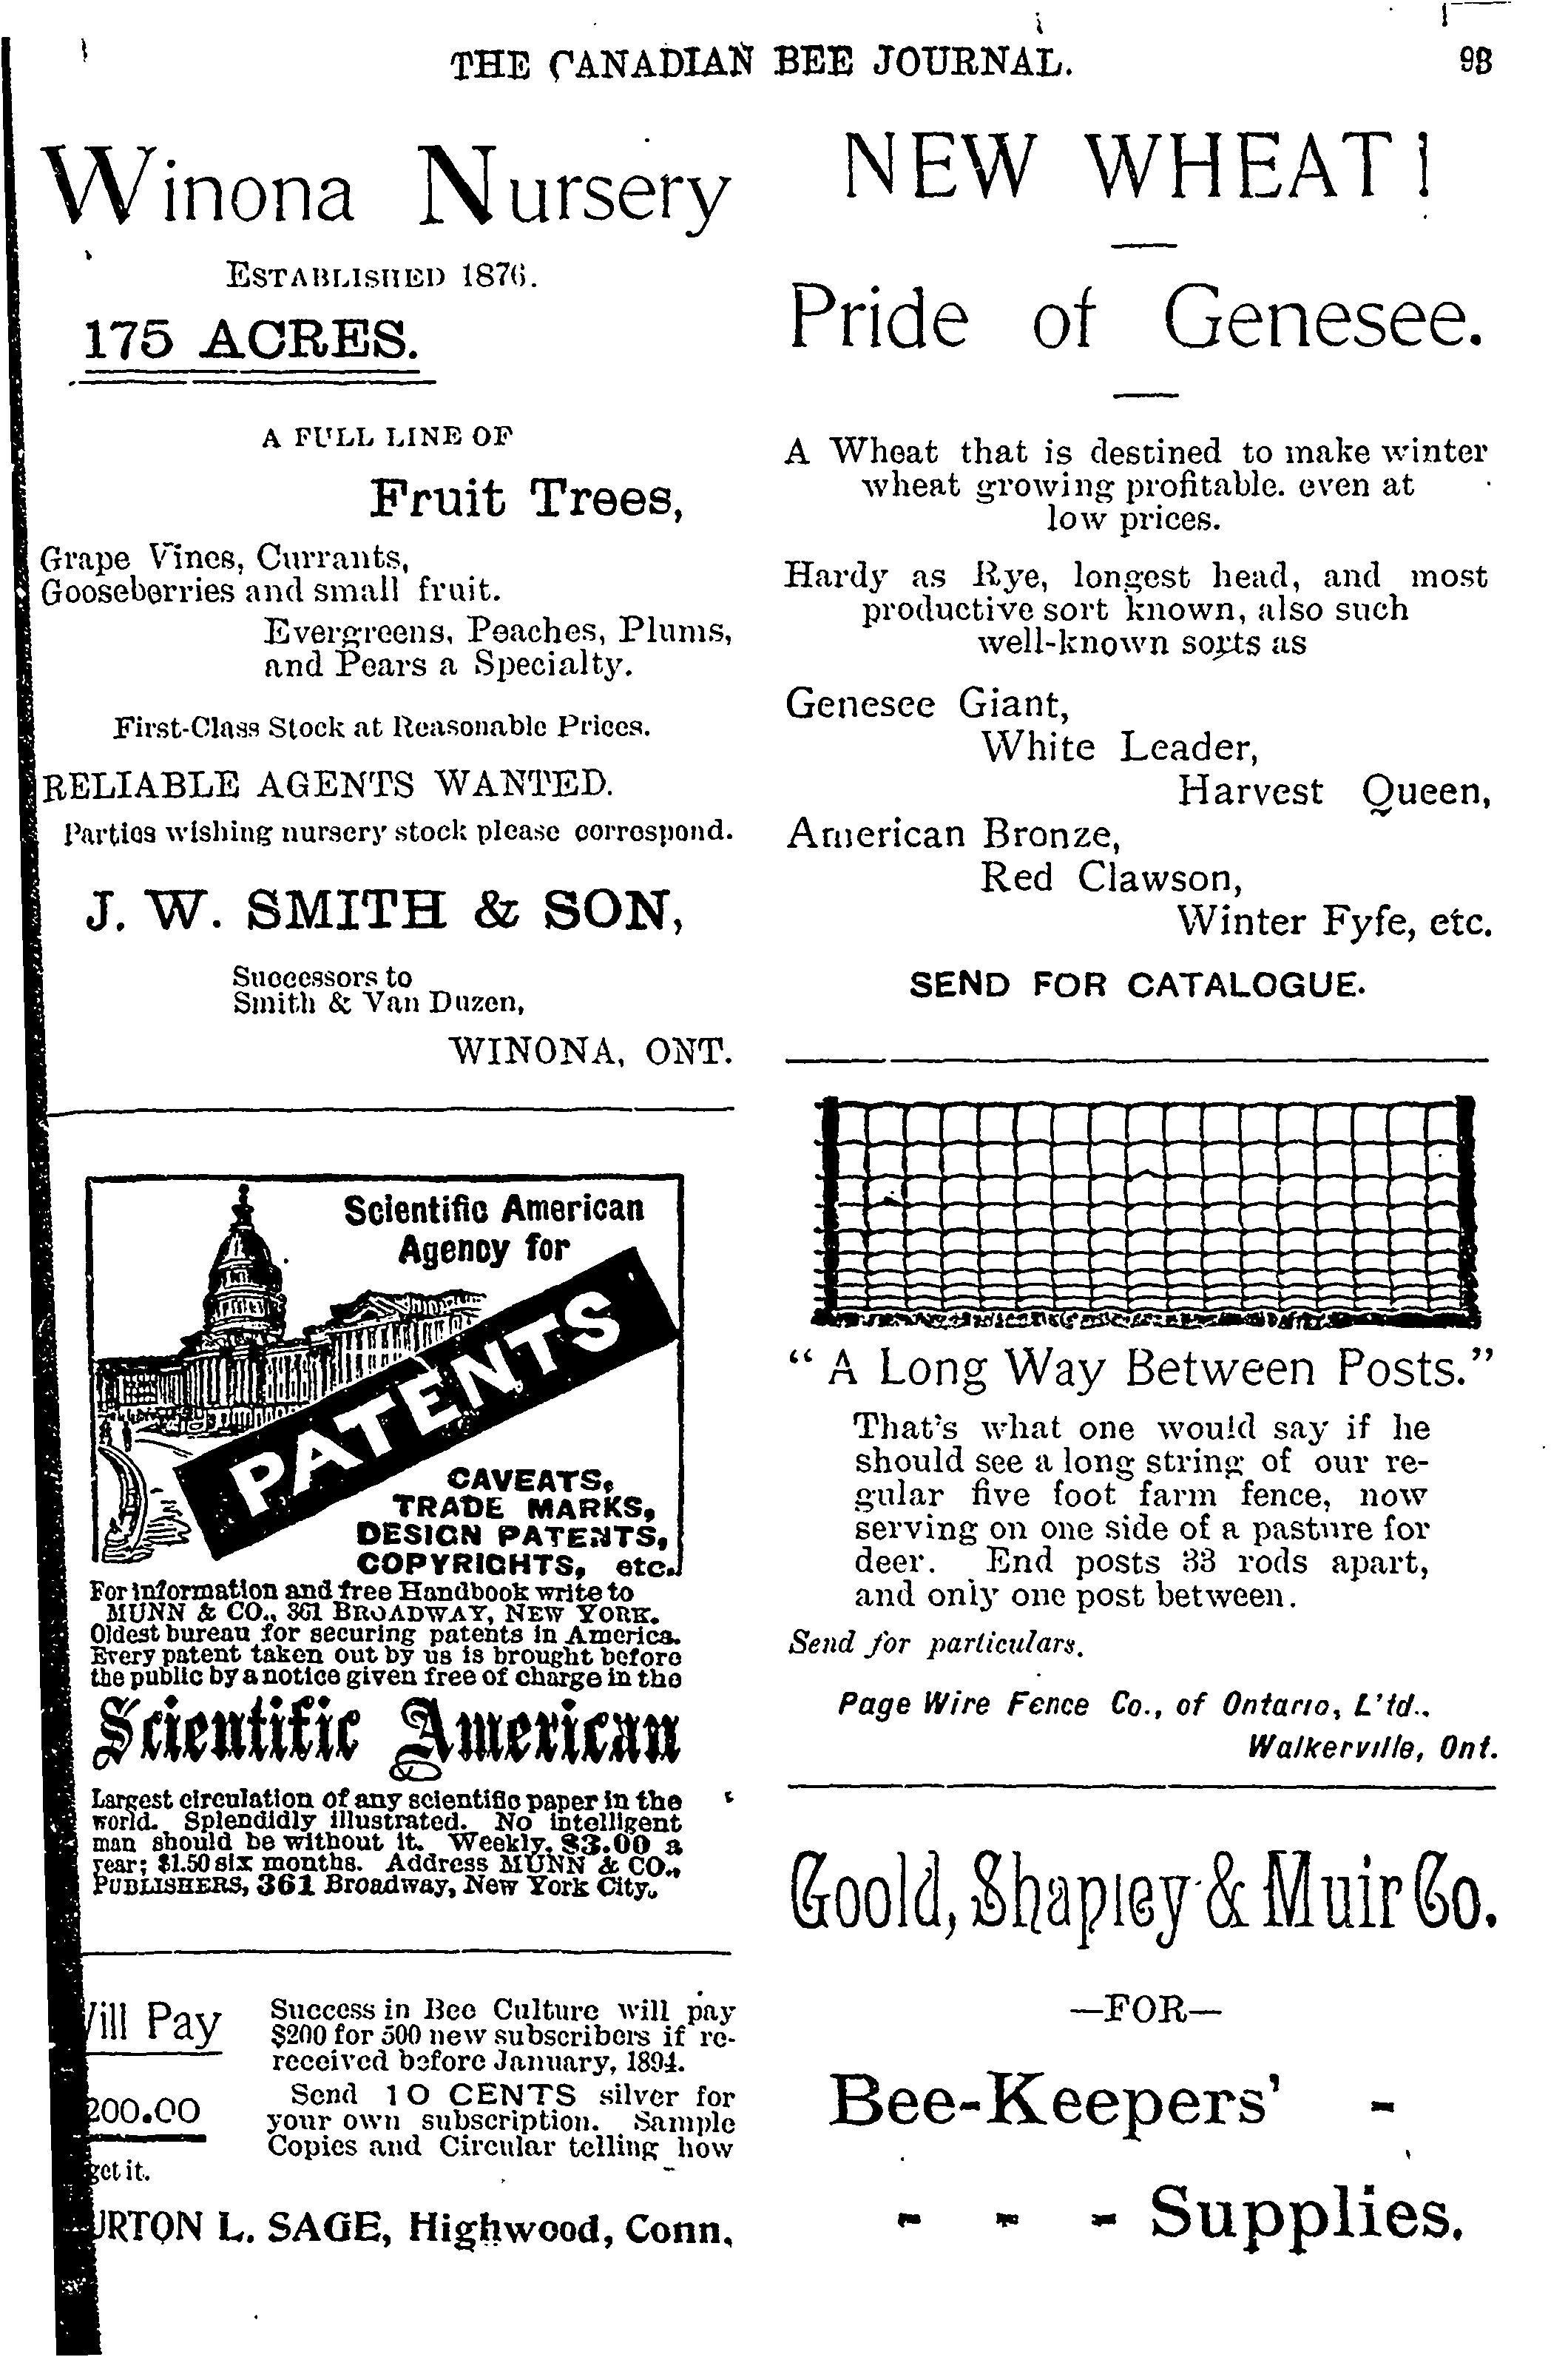 THE CANADIAN BEE JOURNAL. 93
Winona Nursery
ESTABLISHED 1876.
175 ACRES.
A FULL LINE OF
Fruit Trees,
Grape Vines, Currants,
Gooseberries and small fruit.
Evergreens, Peaches, Plums,
and Pears a Specialty.
First-Class Stock at Reasonable Prices.
RELIABLE AGENTS WANTED.
Parties wishing nursery stock please correspond.
J. W. SMITH & SON,
Successors to
Smith & Van Duzen,
WINONA, ONT.
Scientific American
Agency for
PATENTS
CAVEATS,
TRADE MARKS,
DESIGN PATENTS,
COPYRIGHTS, etc.
For information and free Handbook write to
MUNN & CO., 361 BROADWAY, NEW YORK.
Oldest bureau for securing patents in America.
Every patent taken out by us is brought before
the public by a notice given free of charge in the
Scientific American
Largest circulation of any scientific paper in the
world. Splendidly illustrated. No intelligent
man should be without it. Weekly, $3.00 a
year; $1.50 six months. Address MUNN & CO.,
PUBLISHERS, 361 Broadway, New York City.
ill Pay
200.00
get it.
Success in Bee Culture will pay
$200 for 500 new subscribers if re-
received before January, 1894.
Send 10 CENTS silver for
your own subscription. Sample
Copies and Circular telling how
URTON L. SAGE, Highwood, Conn.
NEW WHEAT!
Pride of Genesee.
A Wheat that is destined to make winter
wheat growing profitable. even at
low prices.
Hardy as Rye, longest head, and most
productive sort known, also such
well-known sorts as
Genesee Giant,
White Leader,
Harvest Queen,
American Bronze,
Red Clawson,
Winter Fyfe, etc.
SEND FOR CATALOGUE.
“ A Long Way Between Posts.”
That's what one would say if he
should see a long string of our re-
gular five foot farm fence, now
serving on one side of a pasture for
deer. End posts 33 rods apart,
and only one post between.
Send for particulars.
Page Wire Fence Co., of Ontario, L'td..
Walkerville, Ont.
Goold, Shapley & Muir Co.
—FOR—
Bee-Keepers' -
- - - Supplies.